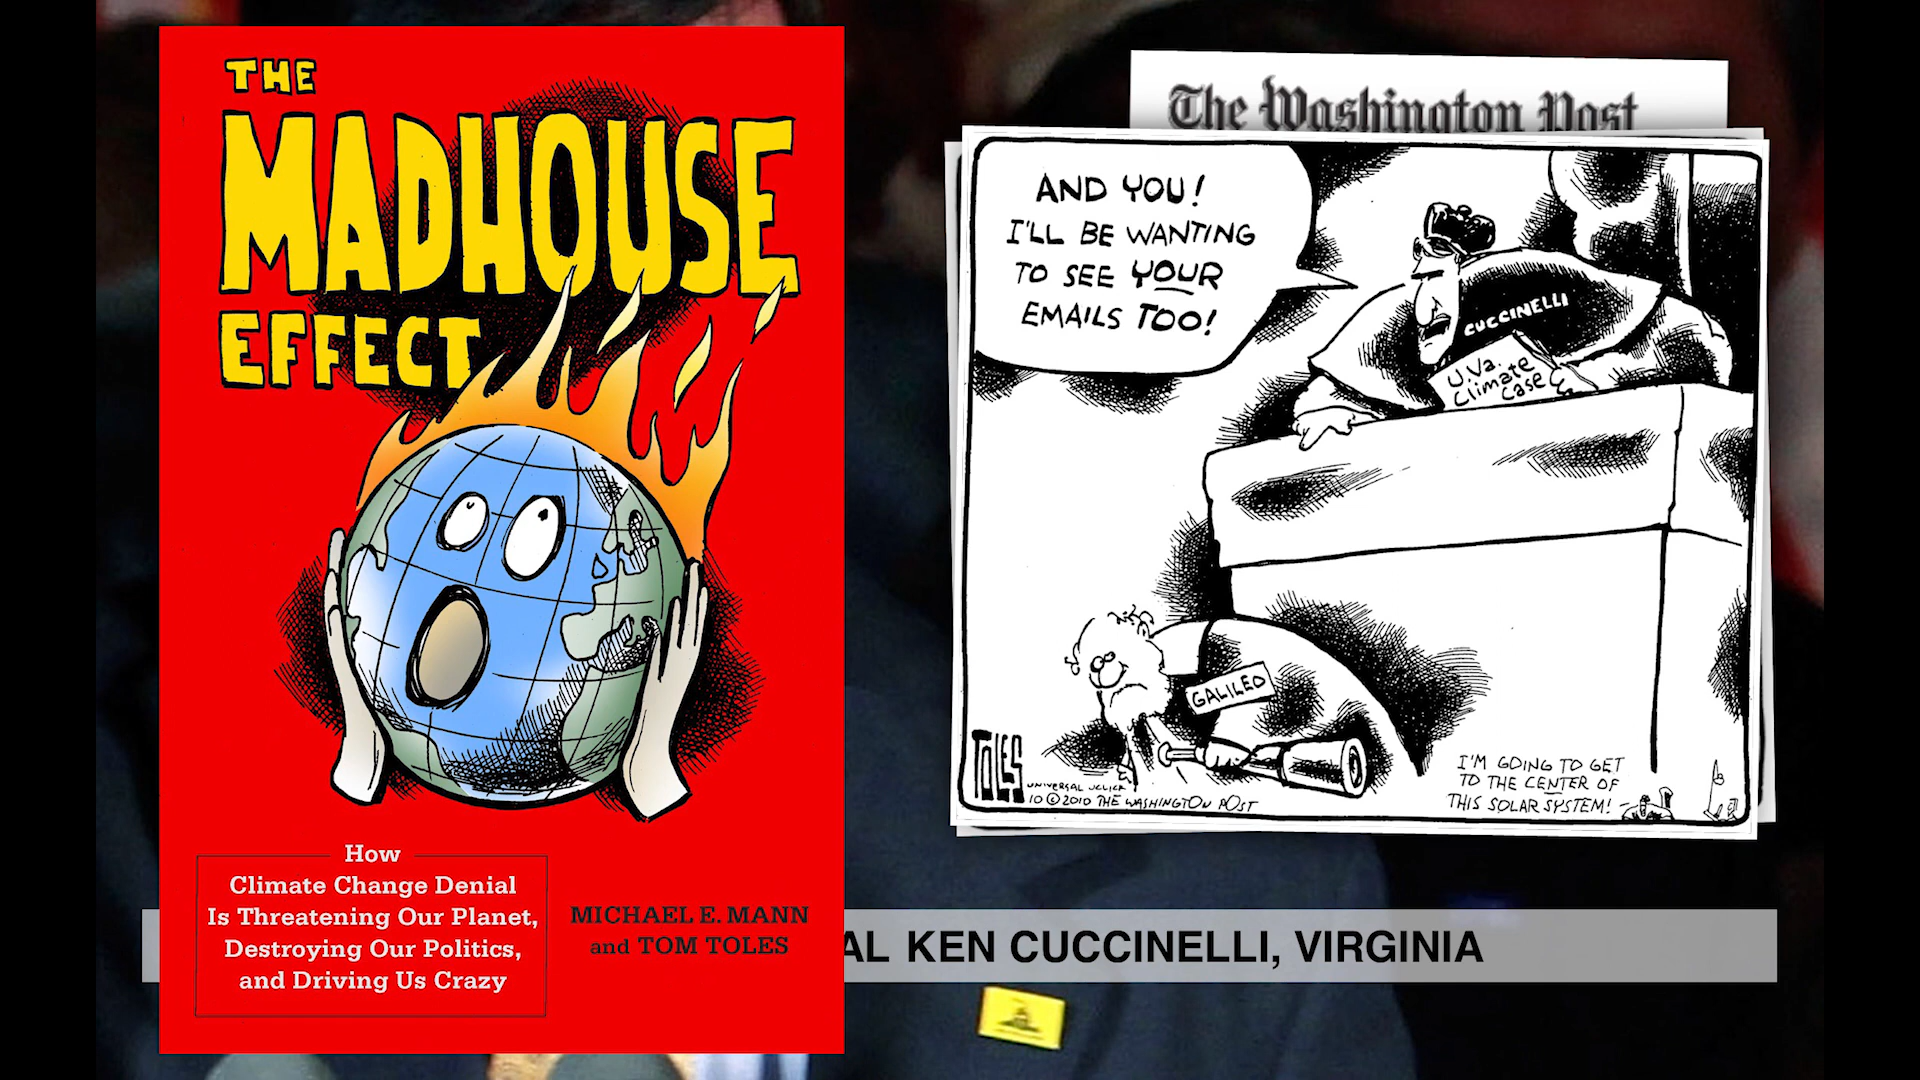 THE
MADHOUSE
EFFECT
How
Climate Change Denial
Is Threatening Our Planet,
Destroying Our Politics,
and Driving Us Crazy
MICHAEL E. MANN
and TOM TOLES
The Washington Post
AND YOU!
I'LL BE WANTING
TO SEE YOUR
EMAILS TOO!
CUCCINELLI
U.Va.
Climate
Case
GALILEO
TOLES
UNIVERSAL UCLICK
10 © 2010 THE WASHINGTON POST
I'M GOING TO GET
TO THE CENTER OF
THIS SOLAR SYSTEM!
AL KEN CUCCINELLI, VIRGINIA